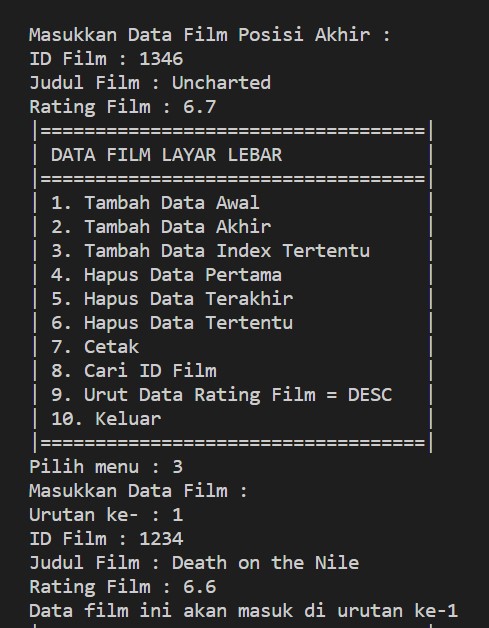 Masukkan Data Film Posisi Akhir :
ID Film : 1346
Judul Film : Uncharted
Rating Film : 6.7
|===================================|
| DATA FILM LAYAR LEBAR             |
|===================================|
| 1. Tambah Data Awal               |
| 2. Tambah Data Akhir              |
| 3. Tambah Data Index Tertentu     |
| 4. Hapus Data Pertama             |
| 5. Hapus Data Terakhir            |
| 6. Hapus Data Tertentu            |
| 7. Cetak                          |
| 8. Cari ID Film                   |
| 9. Urut Data Rating Film = DESC   |
| 10. Keluar                        |
|===================================|
Pilih menu : 3
Masukkan Data Film :
Urutan ke- : 1
ID Film : 1234
Judul Film : Death on the Nile
Rating Film : 6.6
Data film ini akan masuk di urutan ke-1